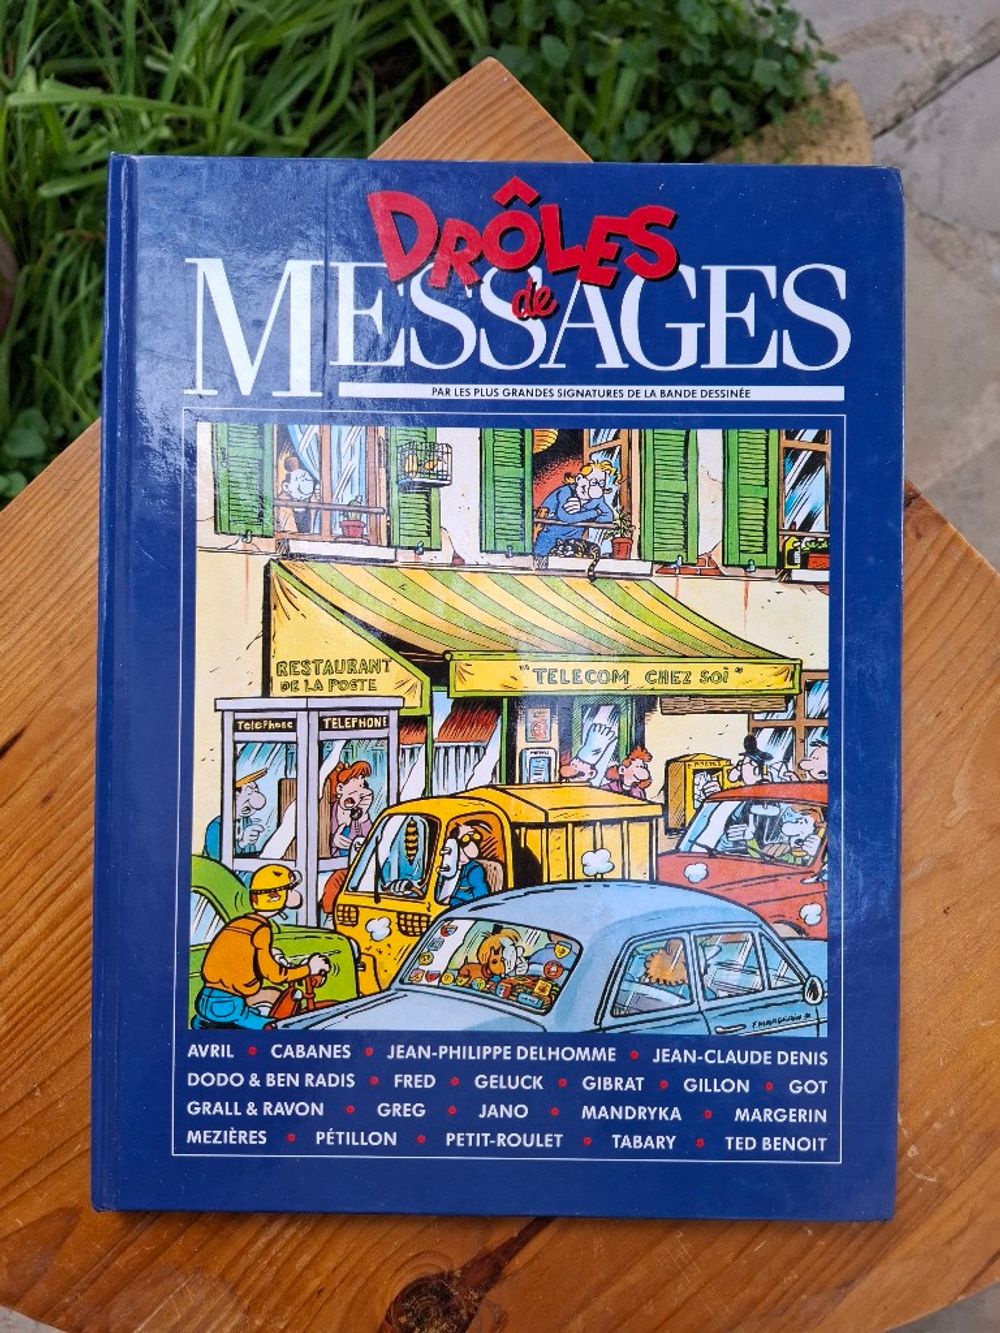 DRÔLES
de
MESSAGES
PAR LES PLUS GRANDES SIGNATURES DE LA BANDE DESSINÉE
RESTAURANT
DE LA POSTE
"TELECOM CHEZ SOi"
TELEPHONE TELEPHONE
MENU
AVRIL • CABANES • JEAN-PHILIPPE DELHOMME • JEAN-CLAUDE DENIS
DODO & BEN RADIS • FRED • GELUCK • GIBRAT • GILLON • GOT
GRALL & RAVON • GREG • JANO • MANDRYKA • MARGERIN
MEZIÈRES • PÉTILLON • PETIT-ROULET • TABARY • TED BENOIT